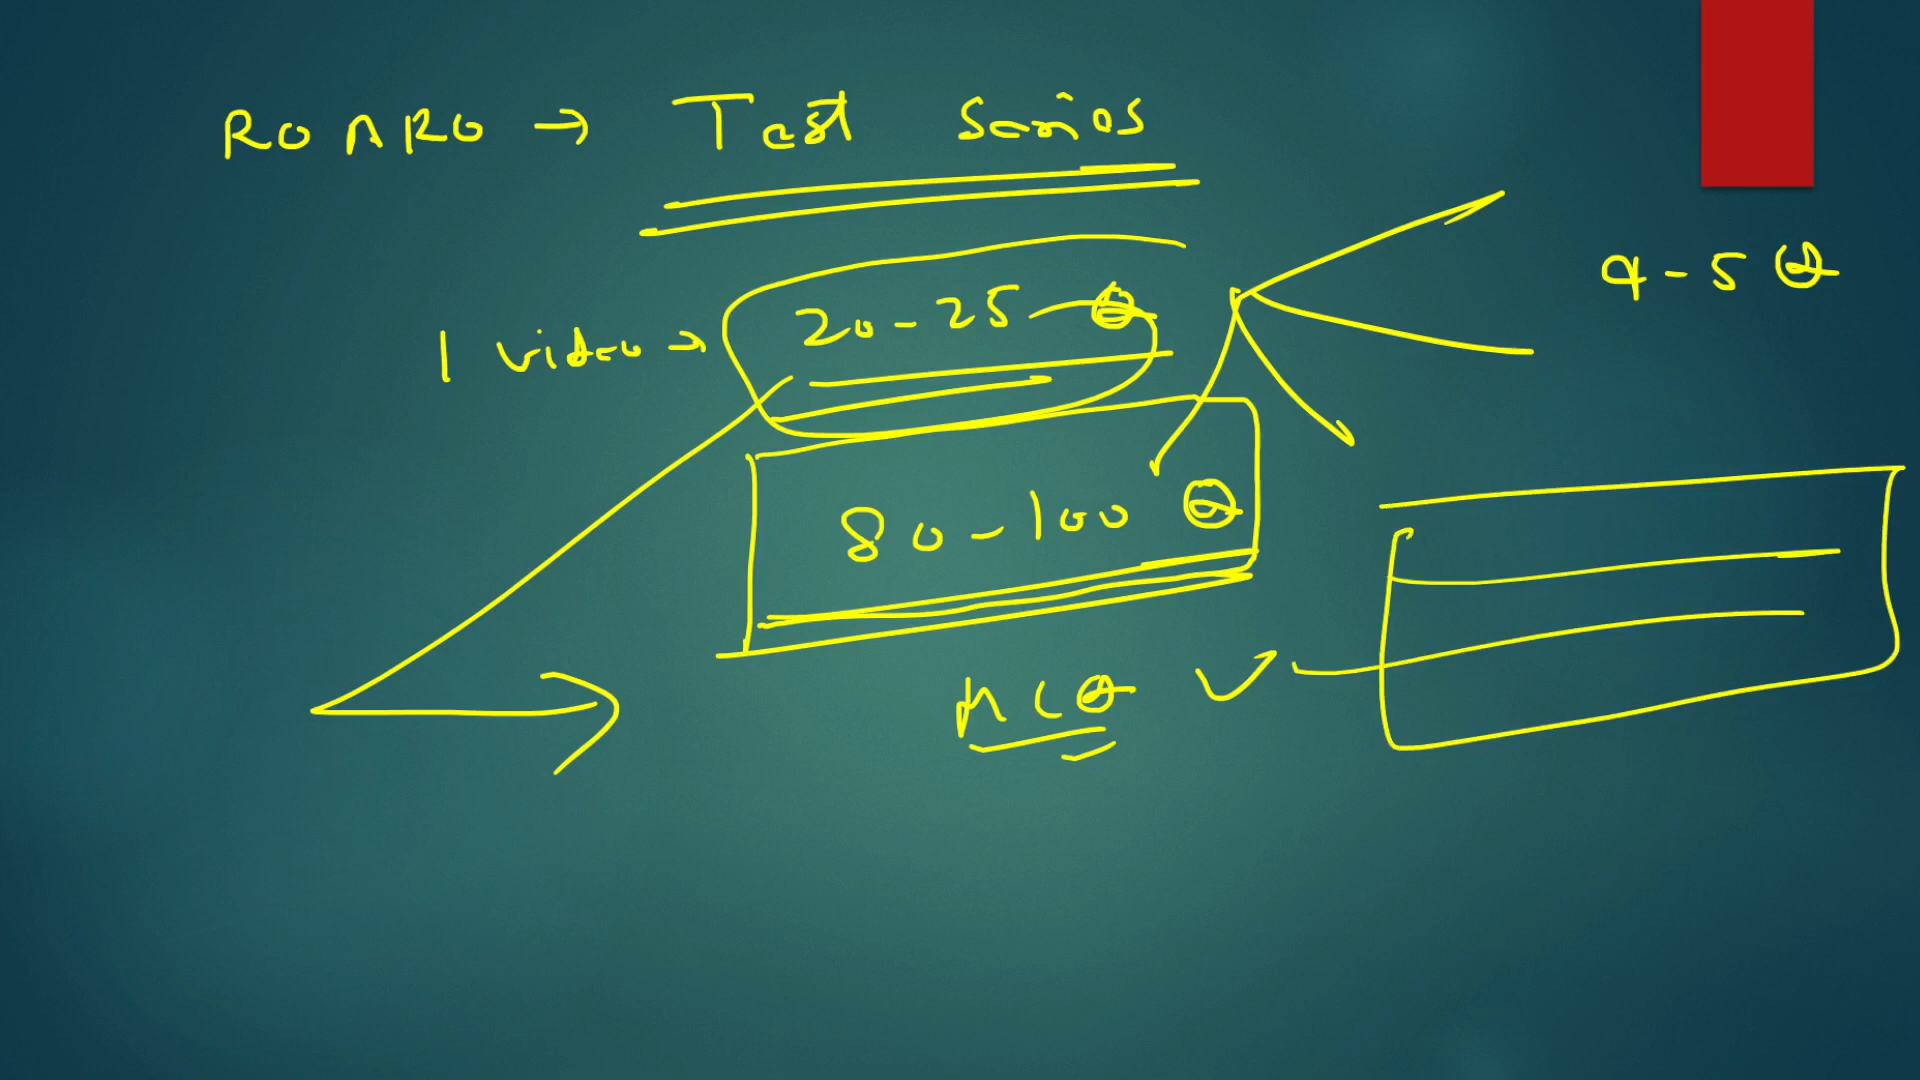 RO ARO → Test Series
4-5 Q
1 video → 20-25 Q
80-100 Q
MCQ